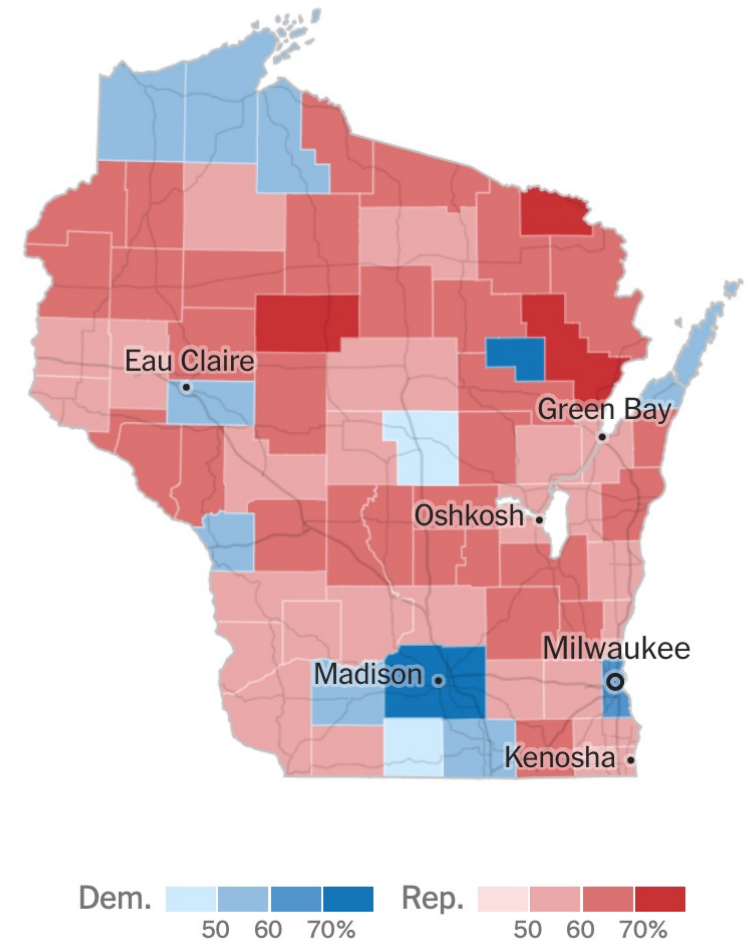 Eau Claire
Green Bay
Oshkosh
Milwaukee
Madison
Kenosha
Dem. Rep.
50 60 70% 50 60 70%